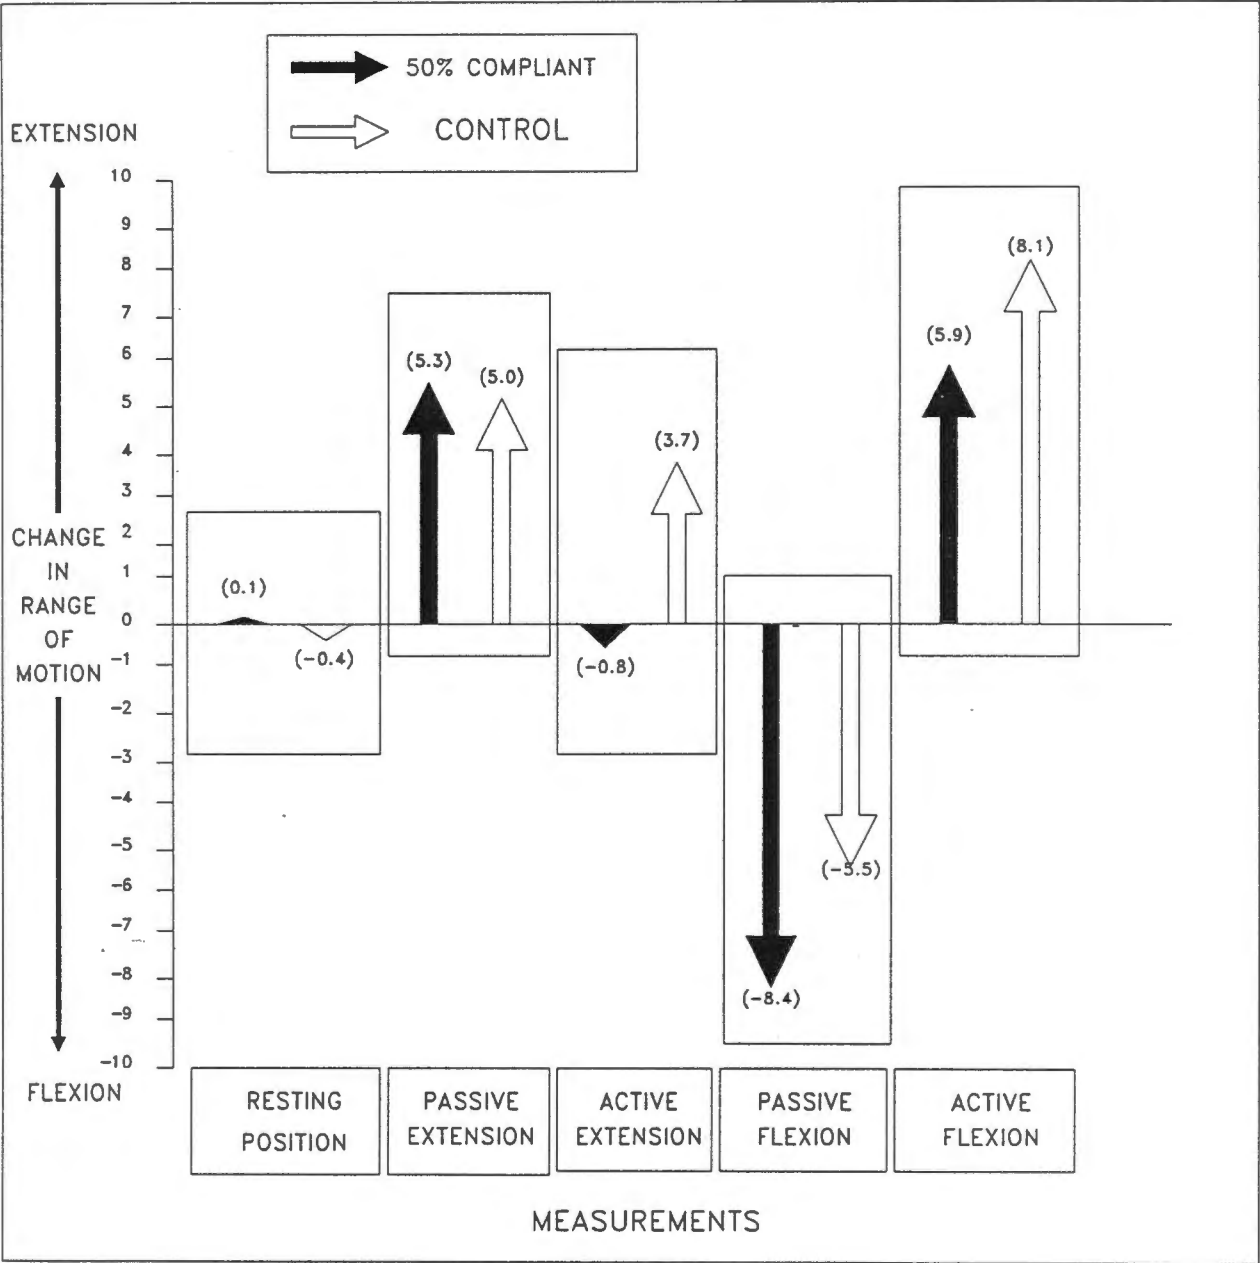 50% COMPLIANT
CONTROL
EXTENSION
10
9
8
7
6
5
4
3
2
1
0
-1
-2
-3
-4
-5
-6
-7
-8
-9
-10
CHANGE
IN
RANGE
OF
MOTION
FLEXION
(0.1)
(-0.4)
(5.3)
(5.0)
(-0.8)
(3.7)
(-8.4)
(-5.5)
(5.9)
(8.1)
RESTING
POSITION
PASSIVE
EXTENSION
ACTIVE
EXTENSION
PASSIVE
FLEXION
ACTIVE
FLEXION
MEASUREMENTS